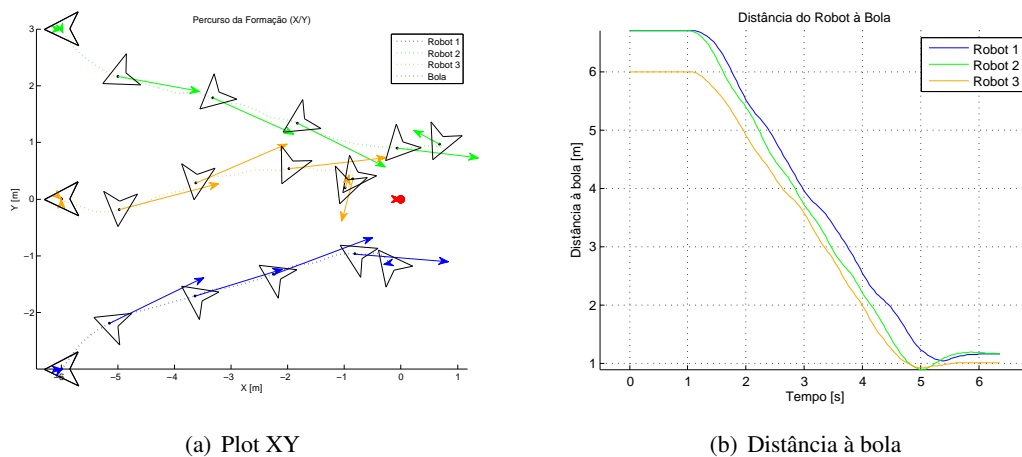 Percurso da Formação (X/Y)
3
2
1
0
−1
−2
Y [m]
Robot 1
Robot 2
Robot 3
Bola
−6
−5
−4
−3
−2
−1
0
1
X [m]
(a) Plot XY
Distância do Robot à Bola
6
5
4
3
2
1
Distância à bola [m]
Robot 1
Robot 2
Robot 3
0
1
2
3
4
5
6
Tempo [s]
(b) Distância à bola